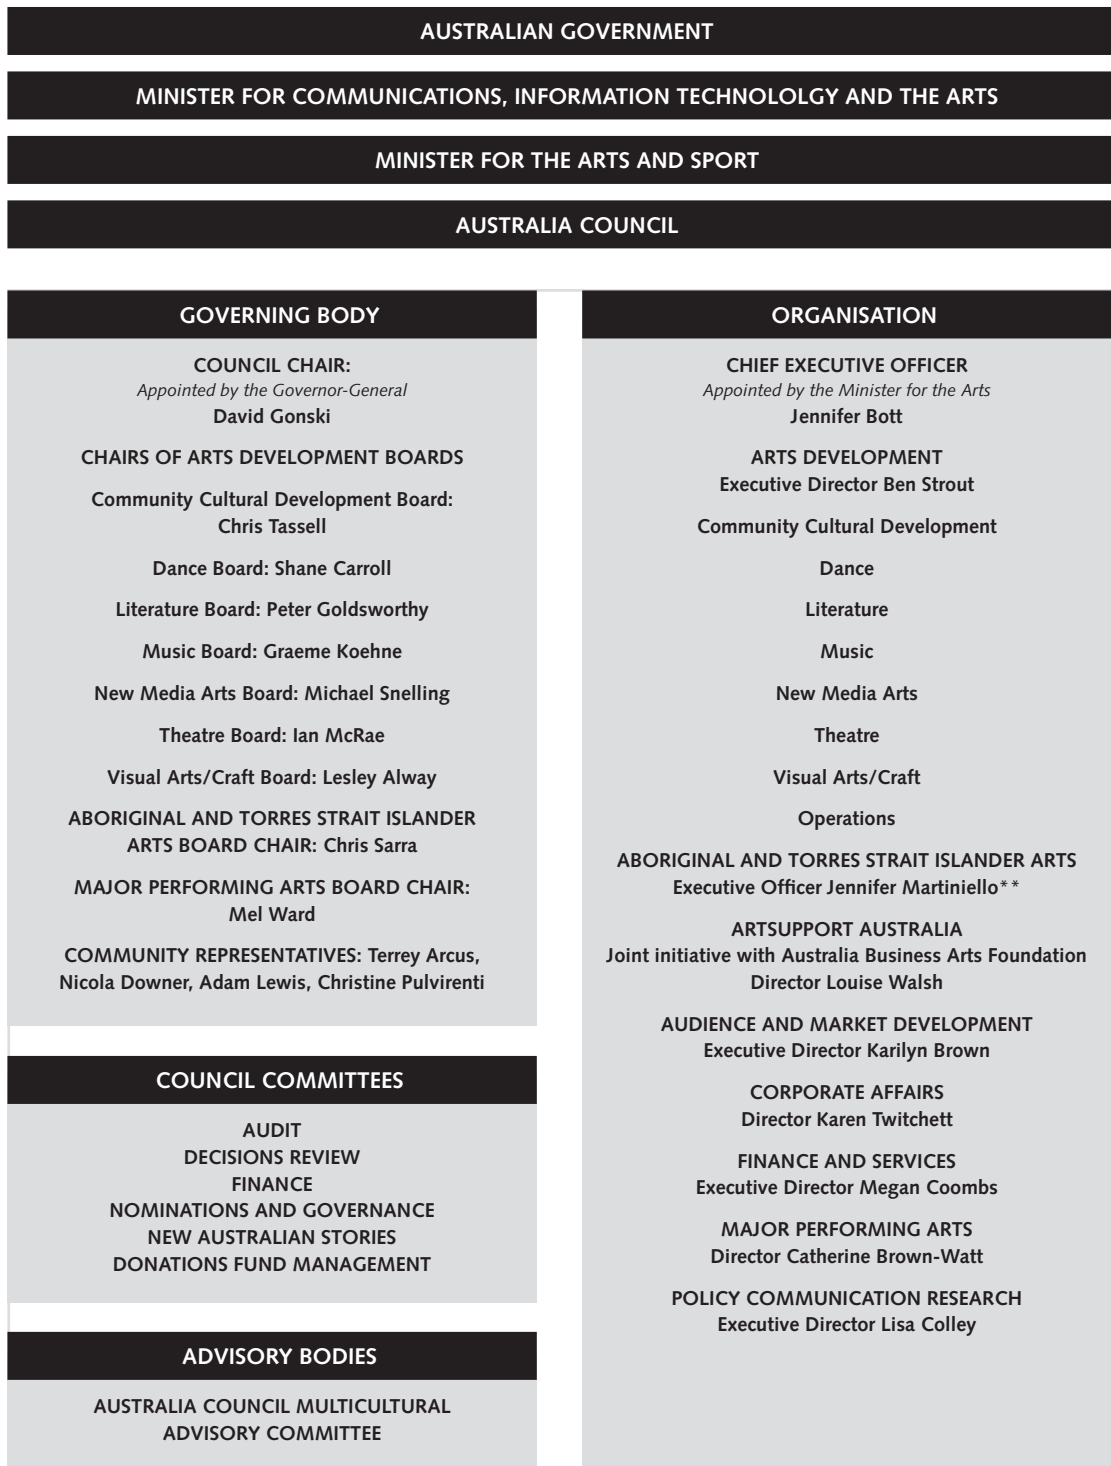 AUSTRALIAN GOVERNMENT
MINISTER FOR COMMUNICATIONS, INFORMATION TECHNOLOLGY AND THE ARTS
MINISTER FOR THE ARTS AND SPORT
AUSTRALIA COUNCIL
GOVERNING BODY
COUNCIL CHAIR:
Appointed by the Governor-General
David Gonski
CHAIRS OF ARTS DEVELOPMENT BOARDS
Community Cultural Development Board:
Chris Tassell
Dance Board: Shane Carroll
Literature Board: Peter Goldsworthy
Music Board: Graeme Koehne
New Media Arts Board: Michael Snelling
Theatre Board: Ian McRae
Visual Arts/Craft Board: Lesley Alway
ABORIGINAL AND TORRES STRAIT ISLANDER
ARTS BOARD CHAIR: Chris Sarra
MAJOR PERFORMING ARTS BOARD CHAIR:
Mel Ward
COMMUNITY REPRESENTATIVES: Terrey Arcus,
Nicola Downer, Adam Lewis, Christine Pulvirenti
COUNCIL COMMITTEES
AUDIT
DECISIONS REVIEW
FINANCE
NOMINATIONS AND GOVERNANCE
NEW AUSTRALIAN STORIES
DONATIONS FUND MANAGEMENT
ADVISORY BODIES
AUSTRALIA COUNCIL MULTICULTURAL
ADVISORY COMMITTEE
ORGANISATION
CHIEF EXECUTIVE OFFICER
Appointed by the Minister for the Arts
Jennifer Bott
ARTS DEVELOPMENT
Executive Director Ben Strout
Community Cultural Development
Dance
Literature
Music
New Media Arts
Theatre
Visual Arts/Craft
Operations
ABORIGINAL AND TORRES STRAIT ISLANDER ARTS
Executive Officer Jennifer Martiniello**
ARTSUPPORT AUSTRALIA
Joint initiative with Australia Business Arts Foundation
Director Louise Walsh
AUDIENCE AND MARKET DEVELOPMENT
Executive Director Karilyn Brown
CORPORATE AFFAIRS
Director Karen Twitchett
FINANCE AND SERVICES
Executive Director Megan Coombs
MAJOR PERFORMING ARTS
Director Catherine Brown-Watt
POLICY COMMUNICATION RESEARCH
Executive Director Lisa Colley